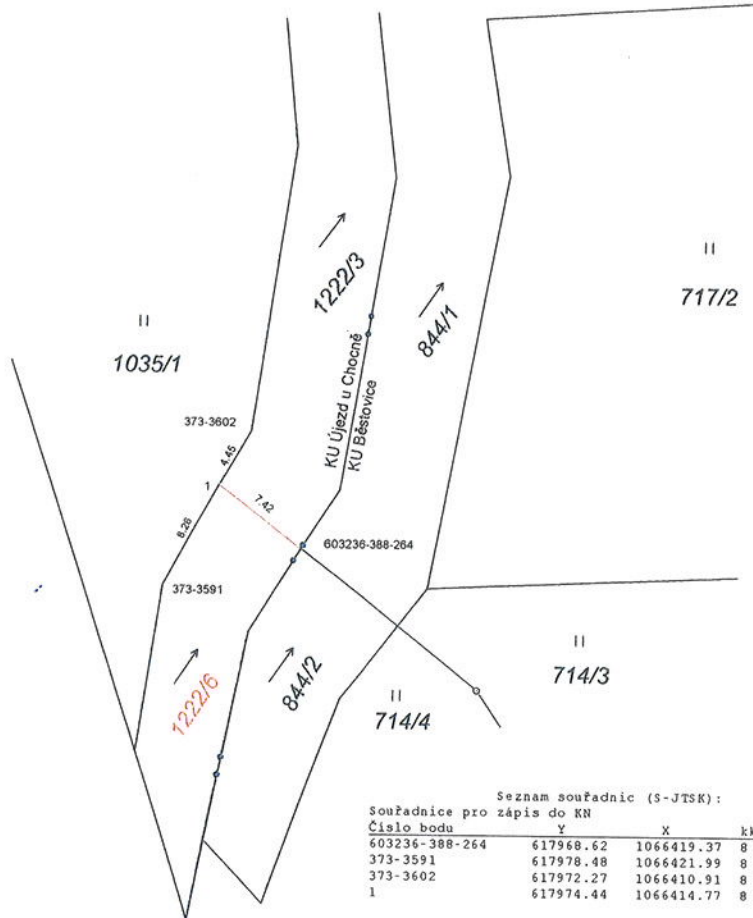 II
717/2
1222/3
844/1
II
1035/1
KU Újezd u Chocně
KU Běstovice
373-3602
4.45
1
7.42
8.28
603236-388-264
373-3591
II
714/3
1222/6
844/2
II
714/4
Seznam souřadnic (S-JTSK):
Souřadnice pro zápis do KN
Číslo bodu Y X
603236-388-264 617968.62 1066419.37 8
373-3591 617978.48 1066421.99 8
373-3602 617972.27 1066410.91 8
1 617974.44 1066414.77 8